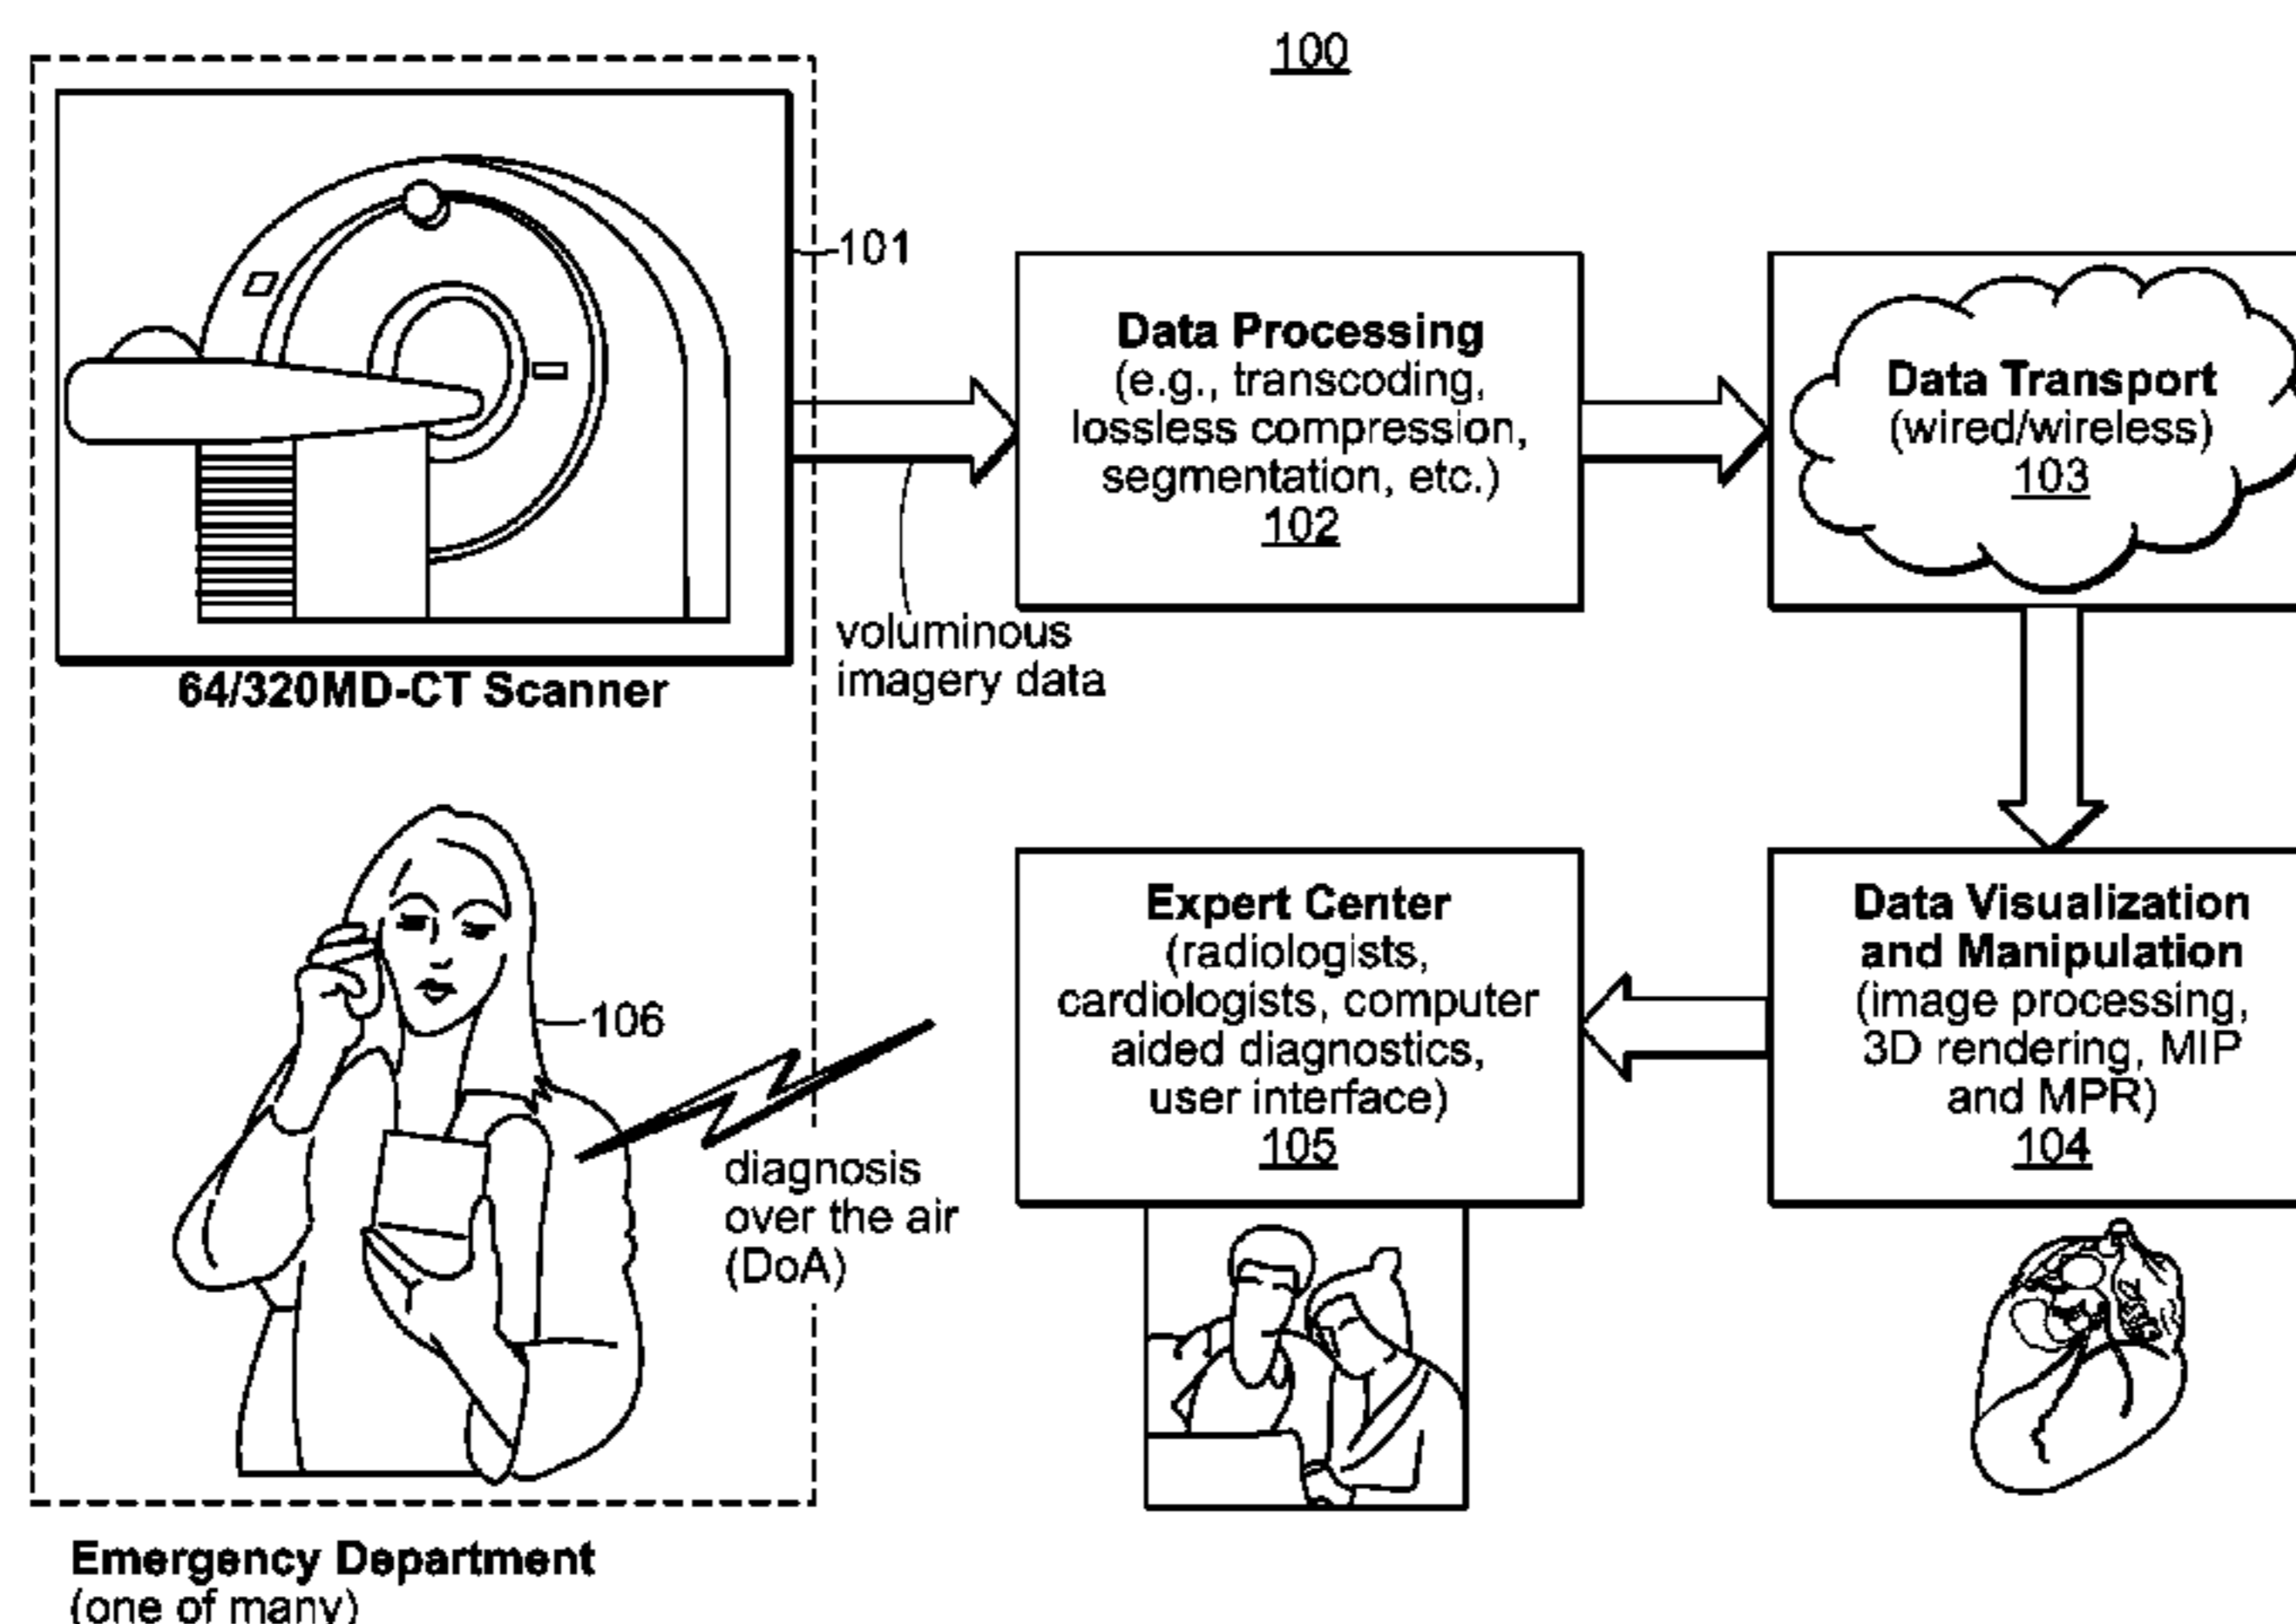 100
101
Data Processing
(e.g., transcoding,
lossless compression,
segmentation, etc.)
102
Data Transport
(wired/wireless)
103
64/320MD-CT Scanner
voluminous
imagery data
106
Expert Center
(radiologists,
cardiologists, computer
aided diagnostics,
user interface)
105
Data Visualization
and Manipulation
(image processing,
3D rendering, MIP
and MPR)
104
diagnosis
over the air
(DoA)
Emergency Department
(one of many)